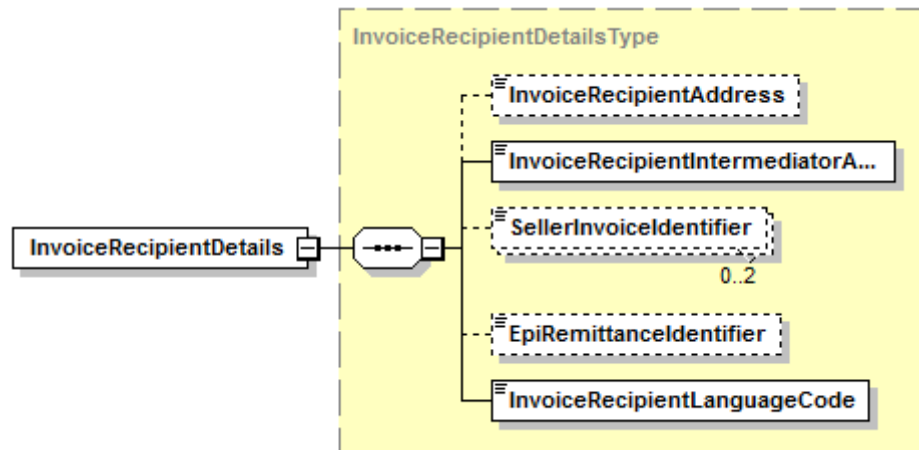 InvoiceRecipientDetailsType
InvoiceRecipientAddress
InvoiceRecipientIntermediatorA...
SellerInvoiceIdentifier
InvoiceRecipientDetails
0..2
EpiRemittanceIdentifier
InvoiceRecipientLanguageCode